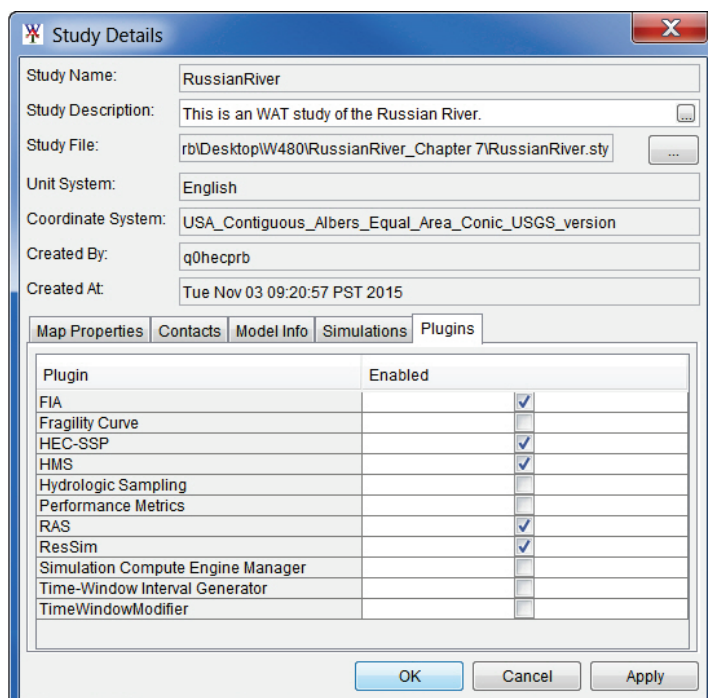 Study Details
Study Name: RussianRiver
Study Description: This is an WAT study of the Russian River. ...
Study File: rb\Desktop\W480\RussianRiver_Chapter 7\RussianRiver.sty ...
Unit System: English
Coordinate System: USA_Contiguous_Albers_Equal_Area_Conic_USGS_version
Created By: q0hecprb
Created At: Tue Nov 03 09:20:57 PST 2015
Map Properties Contacts Model Info Simulations Plugins
Plugin Enabled
FIA
Fragility Curve
HEC-SSP
HMS
Hydrologic Sampling
Performance Metrics
RAS
ResSim
Simulation Compute Engine Manager
Time-Window Interval Generator
TimeWindowModifier
OK Cancel Apply